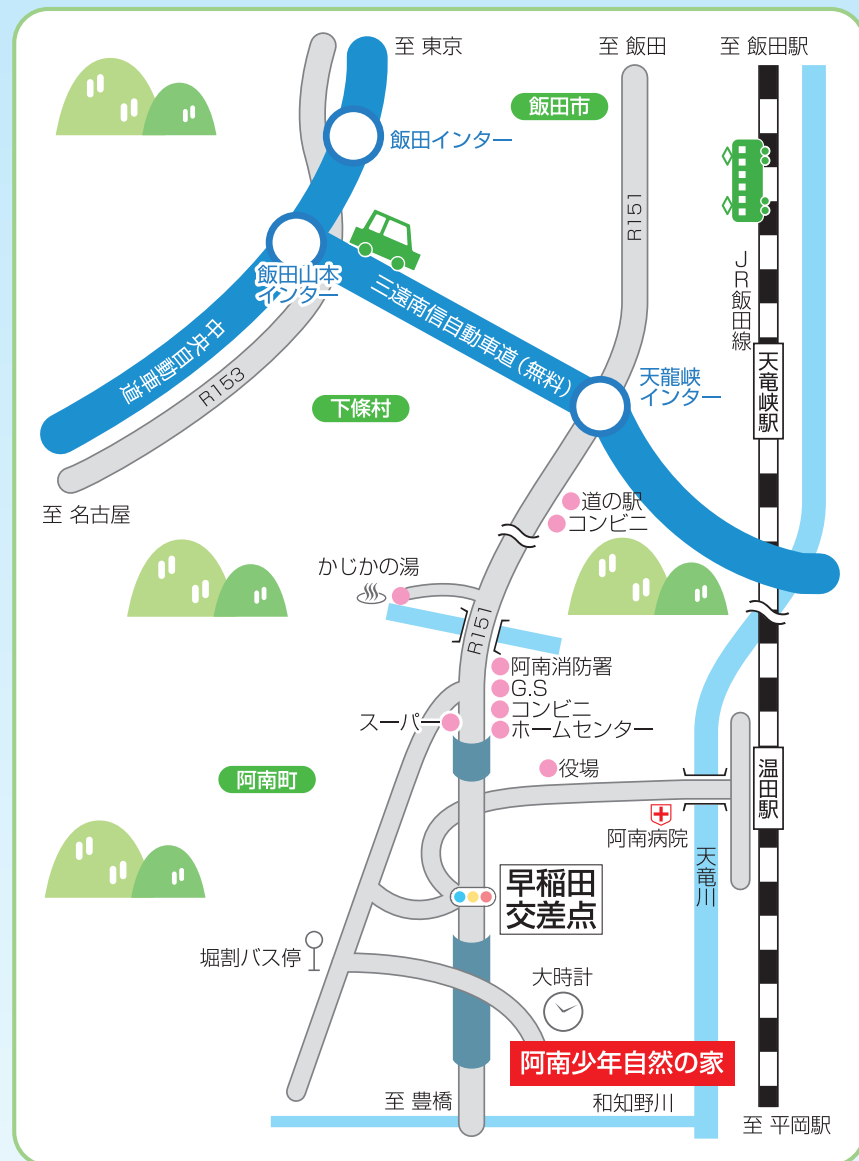 至 東京
至 飯田
至 飯田駅
飯田市
飯田インター
R151
飯田山本
インター
三遠南信自動車道(無料)
JR飯田線
中央自動車道
R153
天龍峡
インター
天竜峡駅
下條村
至 名古屋
道の駅
コンビニ
かじかの湯
R151
阿南消防署
G.S
コンビニ
ホームセンター
スーパー
役場
温田駅
阿南町
阿南病院
天竜川
早稲田
交差点
堀割バス停
大時計
阿南少年自然の家
至 豊橋
和知野川
至 平岡駅